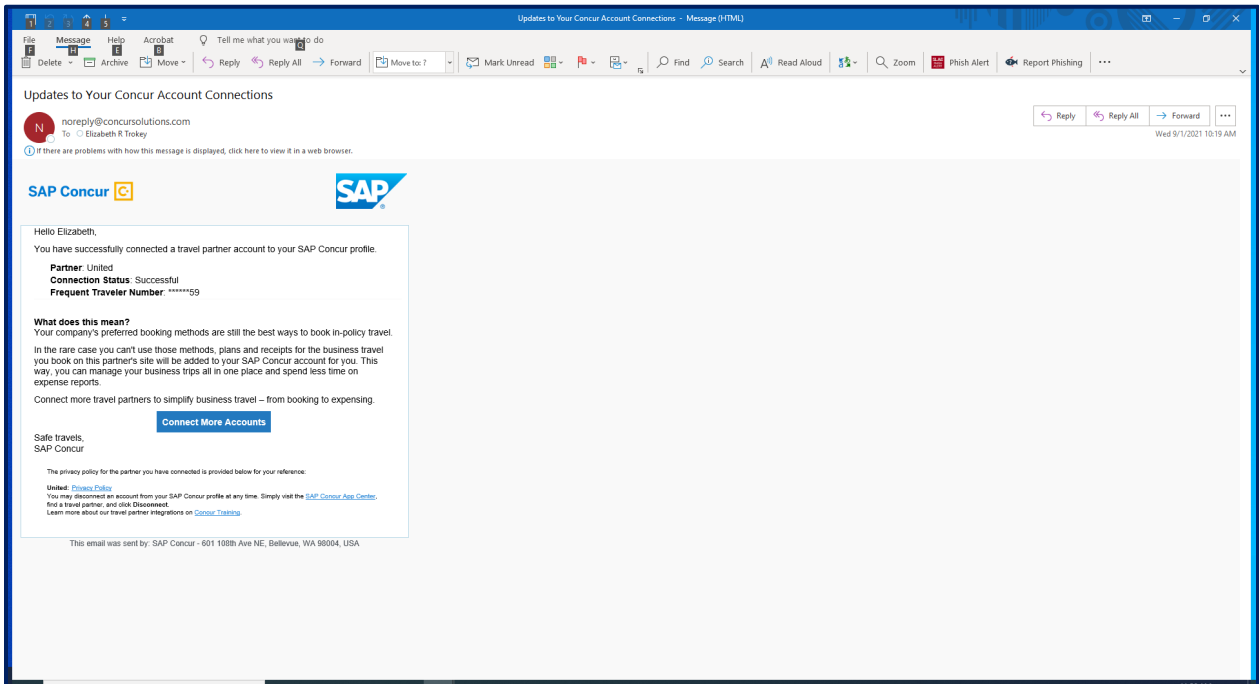 Updates to Your Concur Account Connections - Message (HTML)
1 2 3 4 5
File Message Help Acrobat Tell me what you want to do
F H E B Q
Delete Archive Move Reply Reply All Forward Move to: ? Mark Unread Find Search Read Aloud Zoom Phish Alert Report Phishing ...
Updates to Your Concur Account Connections
N
noreply@concursolutions.com
To Elizabeth R Trokey
Reply Reply All Forward ...
Wed 9/1/2021 10:19 AM
If there are problems with how this message is displayed, click here to view it in a web browser.
SAP Concur C
SAP
Hello Elizabeth,
You have successfully connected a travel partner account to your SAP Concur profile.
Partner: United
Connection Status: Successful
Frequent Traveler Number: ******59
What does this mean?
Your company's preferred booking methods are still the best ways to book in-policy travel.
In the rare case you can't use those methods, plans and receipts for the business travel
you book on this partner's site will be added to your SAP Concur account for you. This
way, you can manage your business trips all in one place and spend less time on
expense reports.
Connect more travel partners to simplify business travel – from booking to expensing.
Connect More Accounts
Safe travels,
SAP Concur
The privacy policy for the partner you have connected is provided below for your reference:
United: Privacy Policy
You may disconnect an account from your SAP Concur profile at any time. Simply visit the SAP Concur App Center,
find a travel partner, and click Disconnect.
Learn more about our travel partner integrations on Concur Training.
This email was sent by: SAP Concur - 601 108th Ave NE, Bellevue, WA 98004, USA